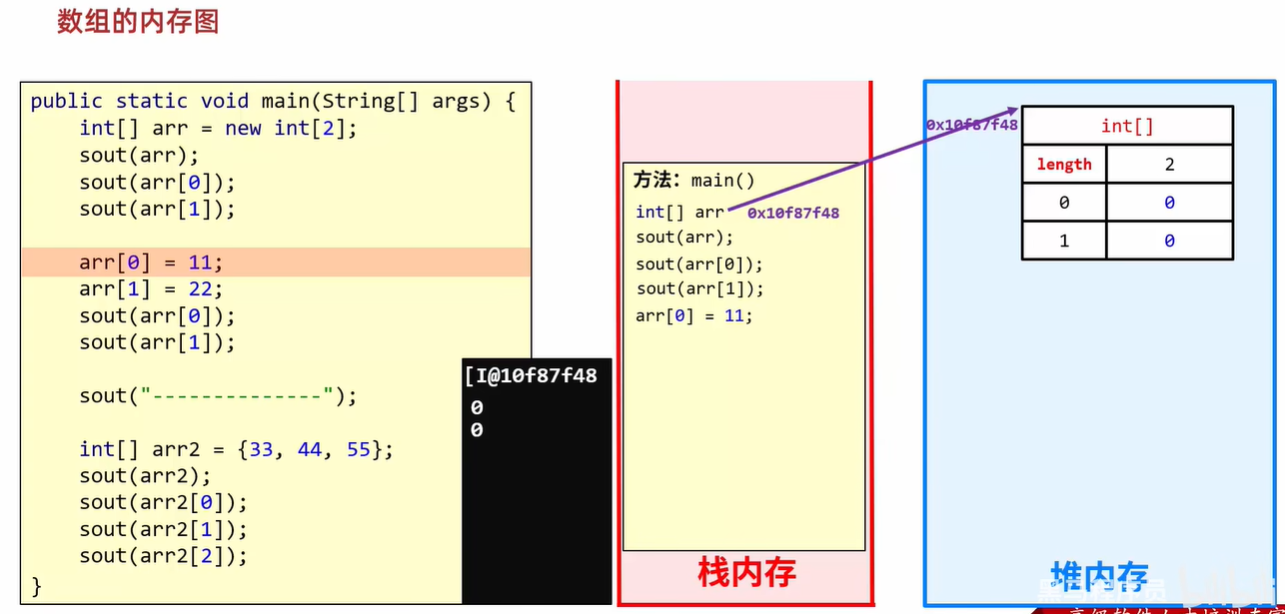 数组的内存图
public static void main(String[] args) {
int[] arr = new int[2];
sout(arr);
sout(arr[0]);
sout(arr[1]);
arr[0] = 11;
arr[1] = 22;
sout(arr[0]);
sout(arr[1]);
sout("--------------");
int[] arr2 = {33, 44, 55};
sout(arr2);
sout(arr2[0]);
sout(arr2[1]);
sout(arr2[2]);
}
[I@10f87f48
0
0
方法：main()
int[] arr 0x10f87f48
sout(arr);
sout(arr[0]);
sout(arr[1]);
arr[0] = 11;
栈内存
0x10f87f48
int[]
length 2
0 0
1 0
堆内存
黑马程序员